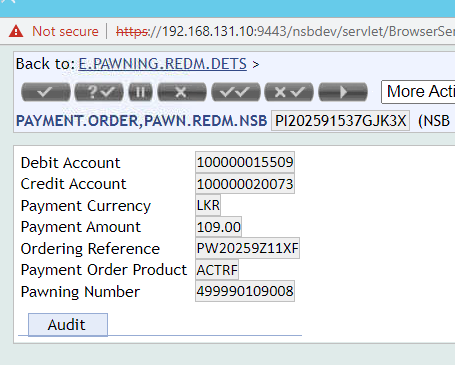 Not secure | https://192.168.131.10:9443/nsbdev/servlet/BrowserSer
Back to: E.PAWNING.REDM.DETS >
More Acti
PAYMENT.ORDER,PAWN.REDM.NSB PI202591537GJK3X (NSB
Debit Account 100000015509
Credit Account 100000020073
Payment Currency LKR
Payment Amount 109.00
Ordering Reference PW20259Z11XF
Payment Order Product ACTRF
Pawning Number 499990109008
Audit